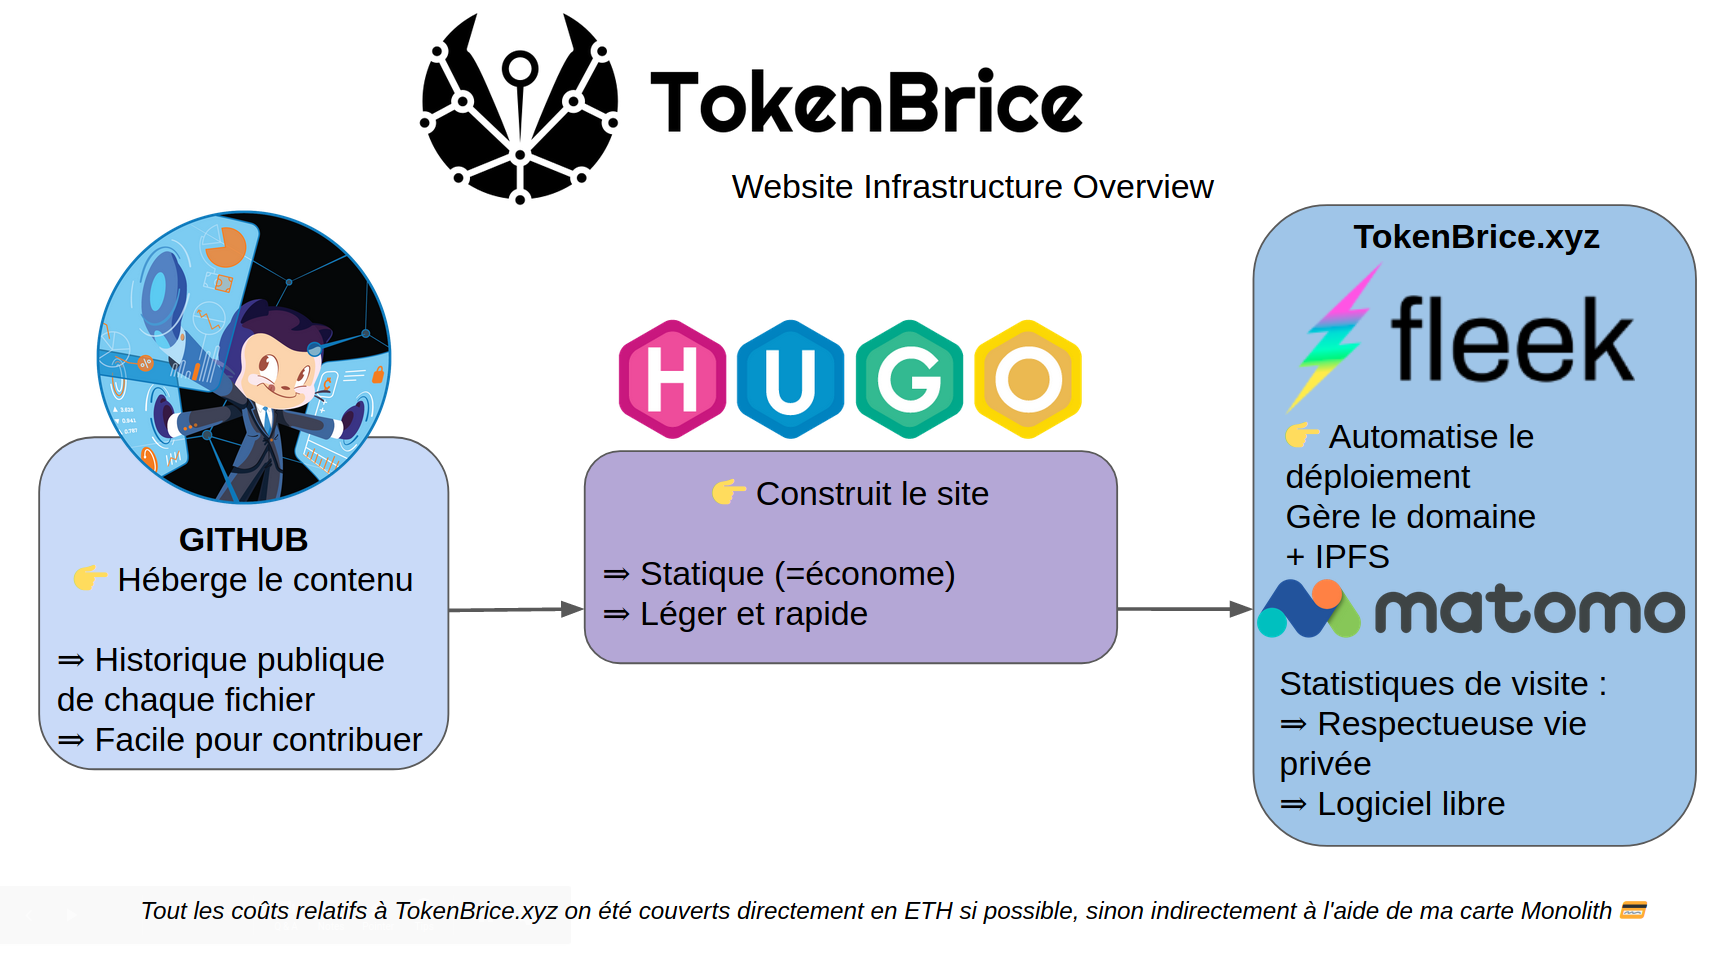 TokenBrice
Website Infrastructure Overview
GITHUB
👉 Héberge le contenu
⇒ Historique publique
de chaque fichier
⇒ Facile pour contribuer
HUGO
👉 Construit le site
⇒ Statique (=économe)
⇒ Léger et rapide
TokenBrice.xyz
fleek
👉 Automatise le
déploiement
Gère le domaine
+ IPFS
matomo
Statistiques de visite :
⇒ Respectueuse vie
privée
⇒ Logiciel libre
Tout les coûts relatifs à TokenBrice.xyz on été couverts directement en ETH si possible, sinon indirectement à l'aide de ma carte Monolith 💳